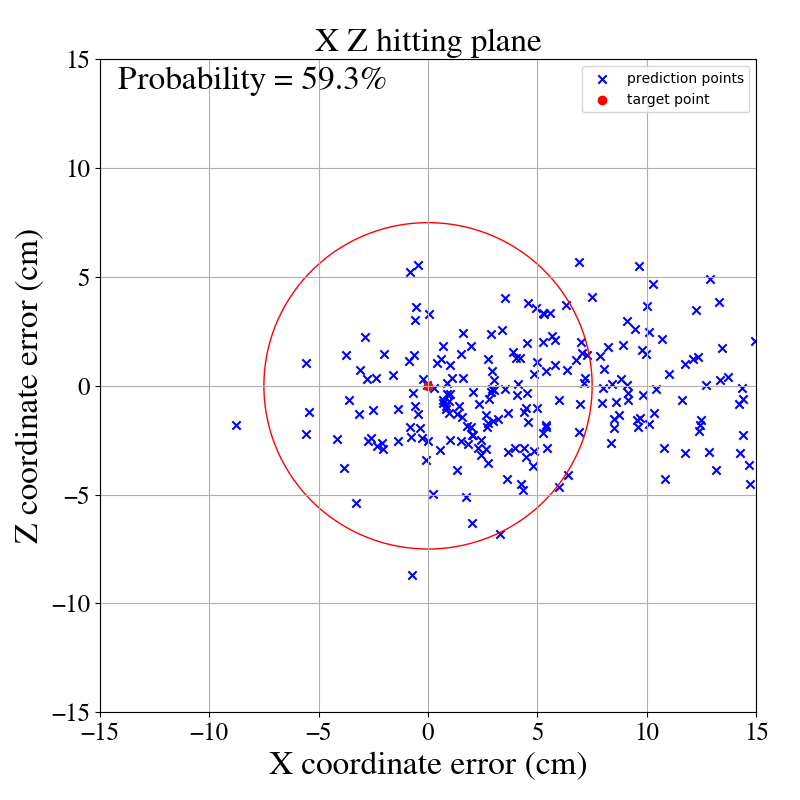 X Z hitting plane
Probability = 59.3%
prediction points
target point
15
10
5
0
−5
−10
−15
Z coordinate error (cm)
−15 −10 −5 0 5 10 15
X coordinate error (cm)